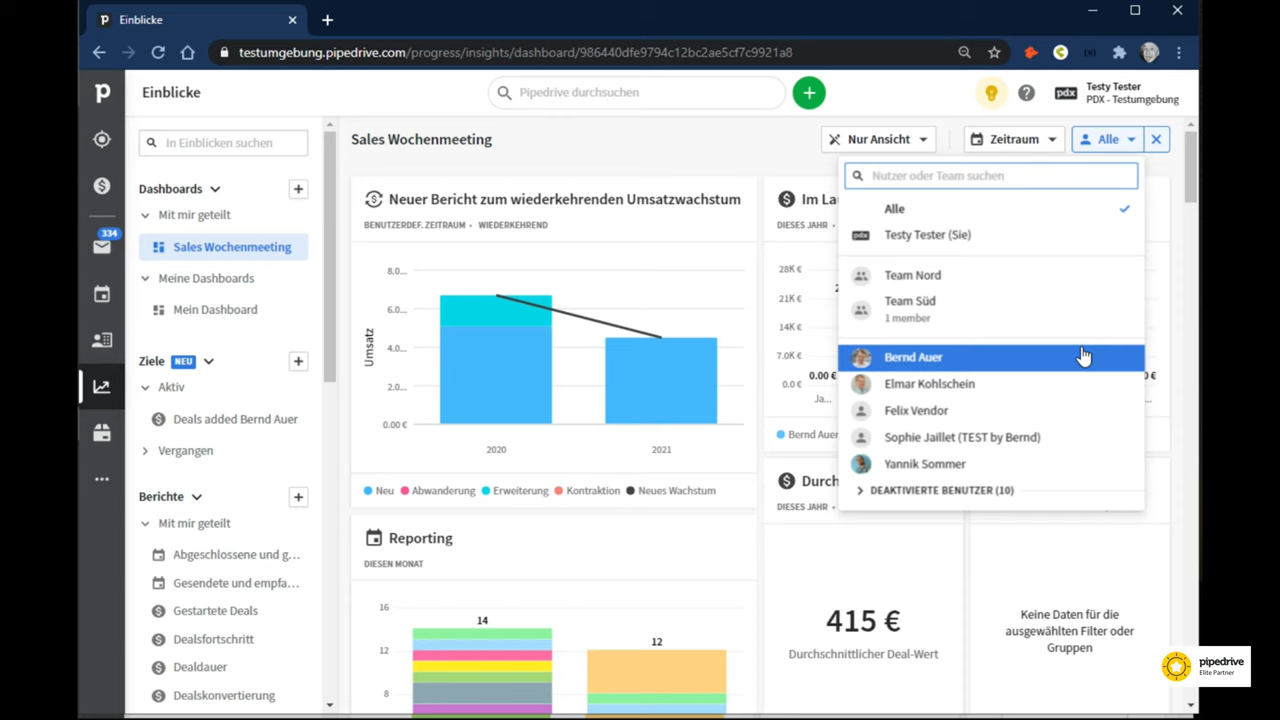 Einblicke
testumgebung.pipedrive.com/progress/insights/dashboard/986440dfe9794c12bc2ae5cf7c9921a8
Einblicke
Pipedrive durchsuchen
pdx
Testy Tester
PDX - Testumgebung
334
In Einblicken suchen
Dashboards
Mit mir geteilt
Sales Wochenmeeting
Meine Dashboards
Mein Dashboard
Ziele NEU
Aktiv
Deals added Bernd Auer
Vergangen
Berichte
Mit mir geteilt
Abgeschlossene und g...
Gesendete und empfa...
Gestartete Deals
Dealsfortschritt
Dealdauer
Dealskonvertierung
Sales Wochenmeeting
Nur Ansicht
Zeitraum
Alle
Neuer Bericht zum wiederkehrenden Umsatzwachstum
BENUTZERDEF. ZEITRAUM • WIEDERKEHREND
Umsatz
8.0...
6.0...
4.0...
2.0...
0.00 €
2020
2021
Neu
Abwanderung
Erweiterung
Kontraktion
Neues Wachstum
Im La
DIESES JAHR •
28K €
21K €
14K €
7.0K €
0.0 €
2
0.00 €
0 €
Ja...
Bernd Auer
Nutzer oder Team suchen
Alle
pdx
Testy Tester (Sie)
Team Nord
Team Süd
1 member
Bernd Auer
Elmar Kohlschein
Felix Vendor
Sophie Jaillet (TEST by Bernd)
Yannik Sommer
DEAKTIVIERTE BENUTZER (10)
Reporting
DIESEN MONAT
16
12
8
14
12
Durch
DIESES JAHR •
415 €
Durchschnittlicher Deal-Wert
Keine Daten für die
ausgewählten Filter oder
Gruppen
pipedrive
Elite Partner